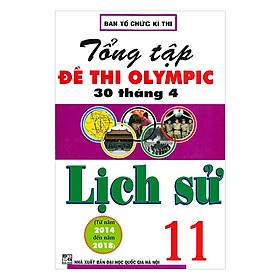 BAN TỔ CHỨC KÌ THI
Tổng tập
ĐỀ THI OLYMPIC
30 tháng 4
Lịch sử
(Từ năm
2014
đến năm
2018)
11
NHÀ XUẤT BẢN ĐẠI HỌC QUỐC GIA HÀ NỘI